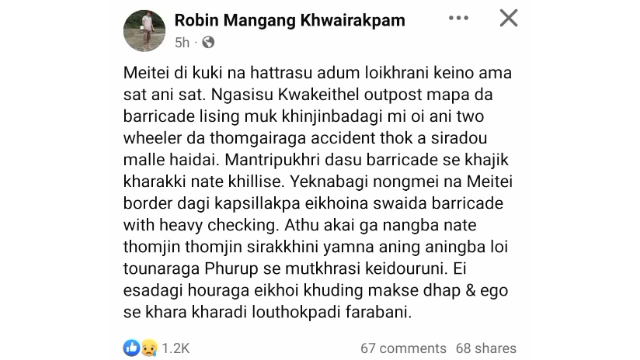 Robin Mangang Khwairakpam
5h
Meitei di kuki na hattrasu adum loikhrani keino ama
sat ani sat. Ngasisu Kwakeithel outpost mapa da
barricade lising muk khinjinbadagi mi oi ani two
wheeler da thomgairaga accident thok a siradou
malle haidai. Mantripukhri dasu barricade se khajik
kharakki nate khillise. Yeknabagi nongmei na Meitei
border dagi kapsillakpa eikhoina swaida barricade
with heavy checking. Athu akai ga nangba nate
thomjin thomjin sirakkhini yamna aning aningba loi
tounaraga Phurup se mutkhrasi keidouruni. Ei
esadagi houraga eikhoi khuding makse dhap & ego
se khara kharadi louthokpadi farabani.
1.2K 67 comments 68 shares